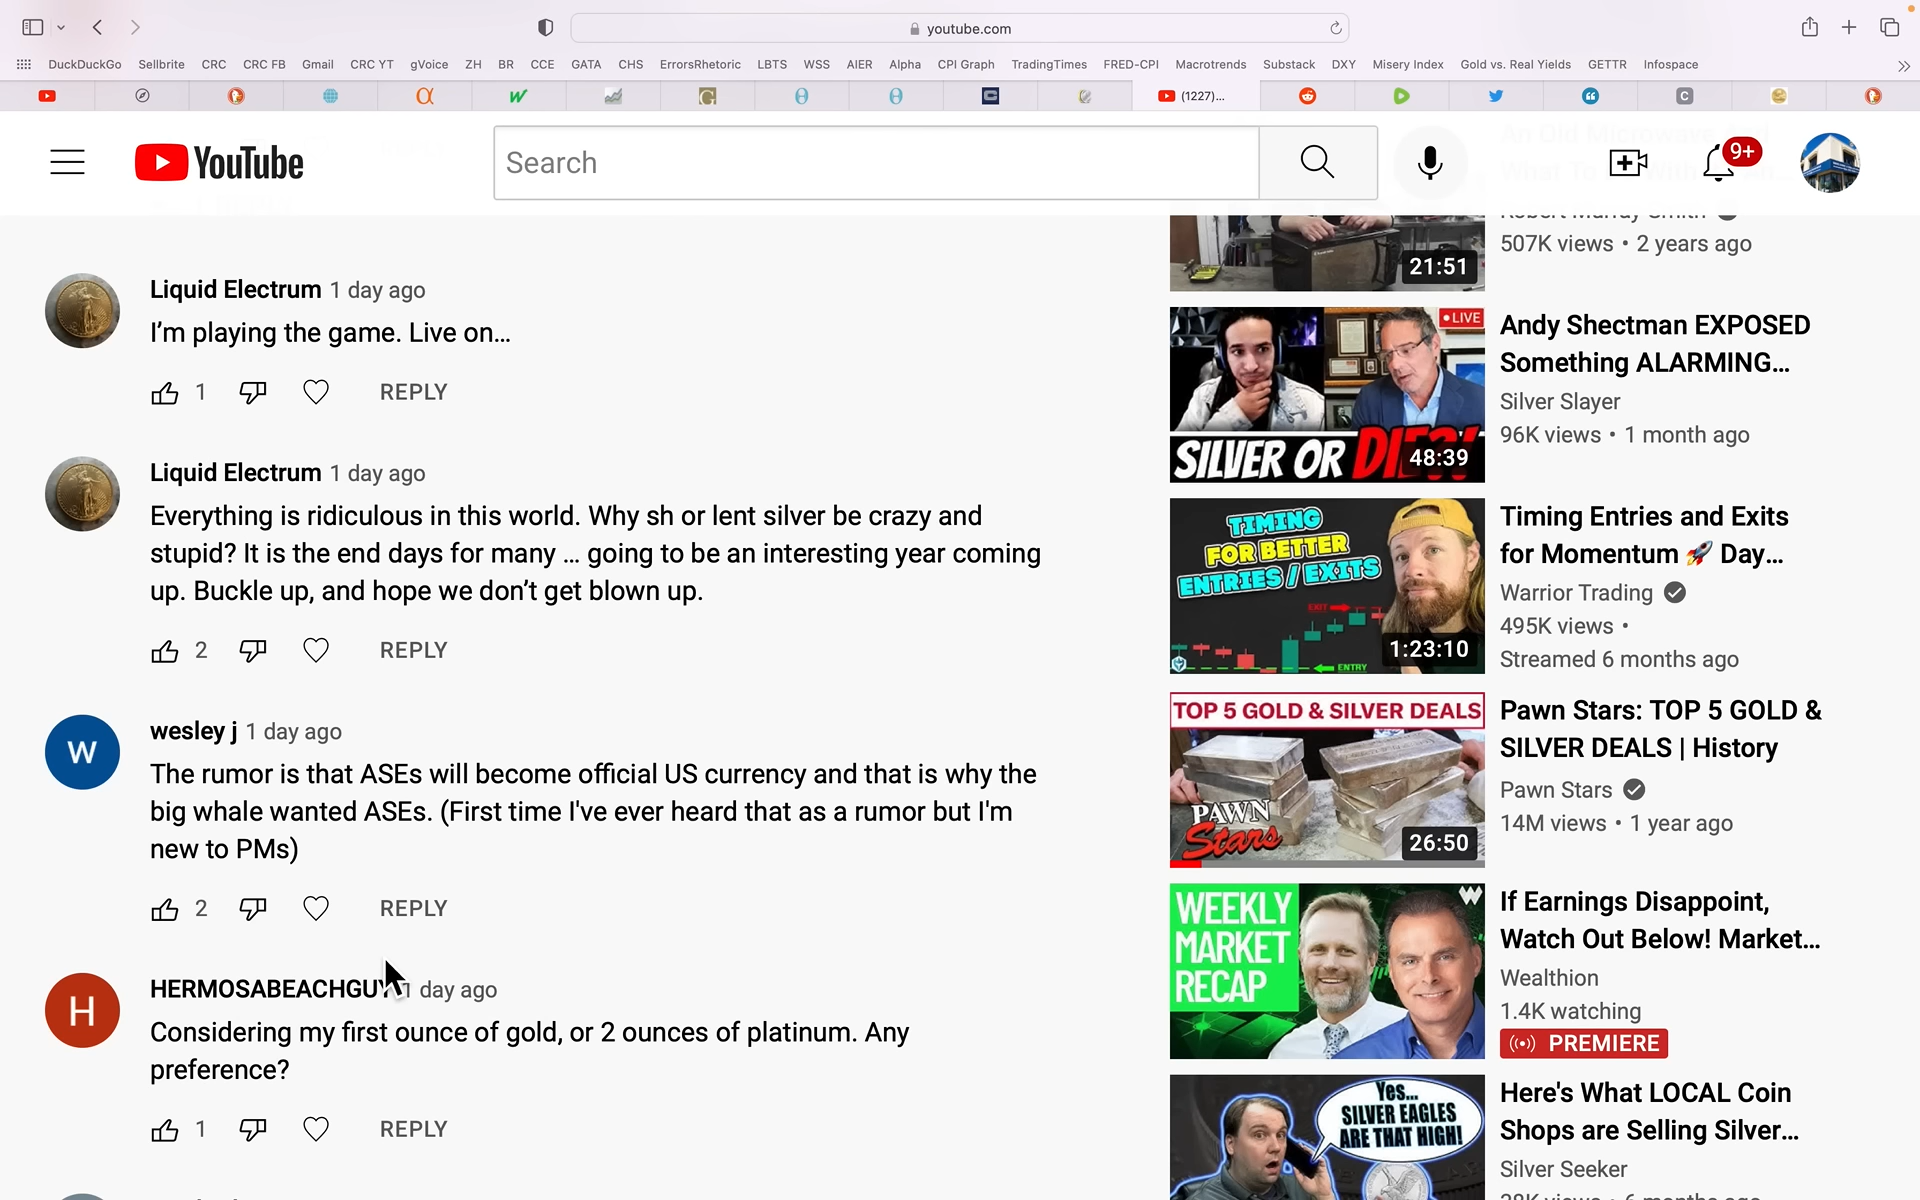 youtube.com
DuckDuckGo Sellbrite CRC CRC FB Gmail CRC YT gVoice ZH BR CCE GATA CHS ErrorsRhetoric LBTS WSS AIER Alpha CPI Graph TradingTimes FRED-CPI Macrotrends Substack DXY Misery Index Gold vs. Real Yields GETTR Infospace
(1227)...
YouTube
Search
9+
Liquid Electrum 1 day ago
I’m playing the game. Live on...
1
REPLY
Liquid Electrum 1 day ago
Everything is ridiculous in this world. Why sh or lent silver be crazy and
stupid? It is the end days for many ... going to be an interesting year coming
up. Buckle up, and hope we don’t get blown up.
2
REPLY
wesley j 1 day ago
The rumor is that ASEs will become official US currency and that is why the
big whale wanted ASEs. (First time I've ever heard that as a rumor but I'm
new to PMs)
2
REPLY
HERMOSABEACHGUY 1 day ago
Considering my first ounce of gold, or 2 ounces of platinum. Any
preference?
1
REPLY
Robert Murray-Smith
507K views • 2 years ago
21:51
LIVE
SILVER OR DIE?!
48:39
Andy Shectman EXPOSED
Something ALARMING...
Silver Slayer
96K views • 1 month ago
TIMING
FOR BETTER
ENTRIES / EXITS
EXIT
ENTRY
1:23:10
Timing Entries and Exits
for Momentum 🚀 Day...
Warrior Trading
495K views •
Streamed 6 months ago
TOP 5 GOLD & SILVER DEALS
PAWN
Stars
26:50
Pawn Stars: TOP 5 GOLD &
SILVER DEALS | History
Pawn Stars
14M views • 1 year ago
WEEKLY
MARKET
RECAP
If Earnings Disappoint,
Watch Out Below! Market...
Wealthion
1.4K watching
PREMIERE
Yes...
SILVER EAGLES
ARE THAT HIGH!
Here's What LOCAL Coin
Shops are Selling Silver...
Silver Seeker